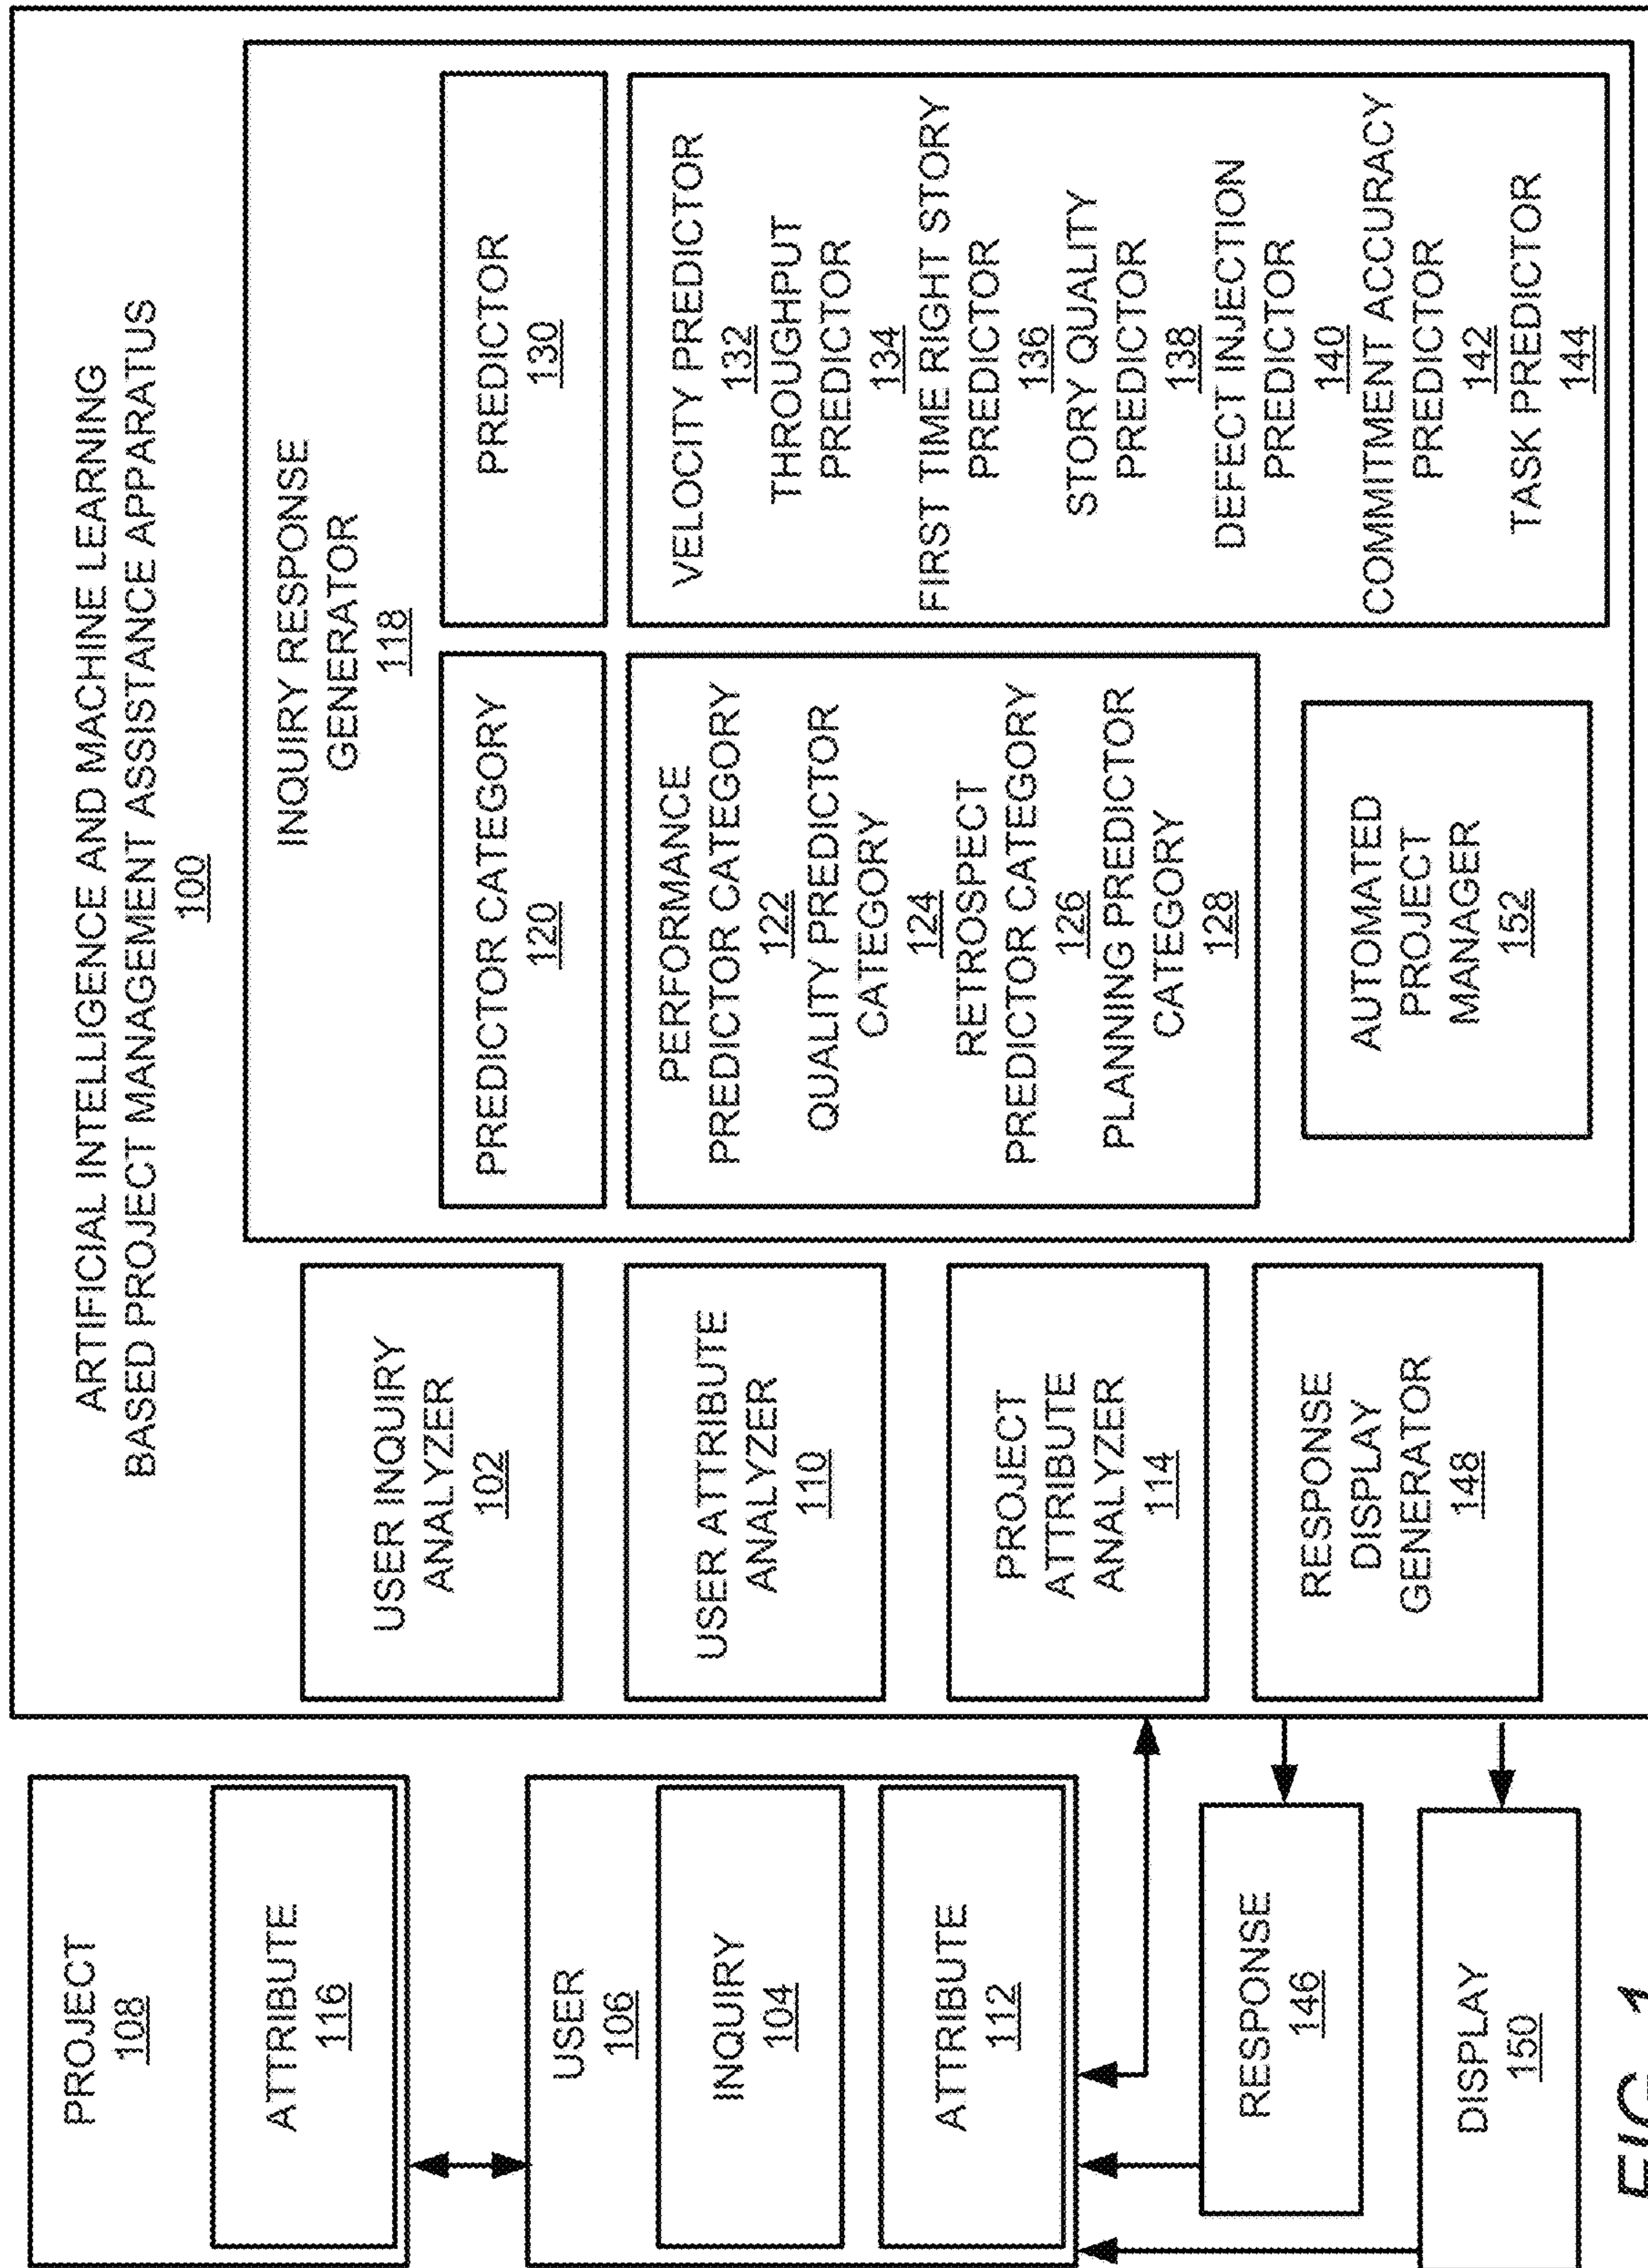 ARTIFICIAL INTELLIGENCE AND MACHINE LEARNING
BASED PROJECT MANAGEMENT ASSISTANCE APPARATUS
100
PROJECT
108
ATTRIBUTE
116
USER
106
INQUIRY
104
ATTRIBUTE
112
RESPONSE
146
DISPLAY
150
USER INQUIRY
ANALYZER
102
USER ATTRIBUTE
ANALYZER
110
PROJECT
ATTRIBUTE
ANALYZER
114
RESPONSE
DISPLAY
GENERATOR
148
INQUIRY RESPONSE
GENERATOR
118
PREDICTOR CATEGORY
120
PERFORMANCE
PREDICTOR CATEGORY
122
QUALITY PREDICTOR
CATEGORY
124
RETROSPECT
PREDICTOR CATEGORY
126
PLANNING PREDICTOR
CATEGORY
128
AUTOMATED
PROJECT
MANAGER
152
PREDICTOR
130
VELOCITY PREDICTOR
132
THROUGHPUT
PREDICTOR
134
FIRST TIME RIGHT STORY
PREDICTOR
136
STORY QUALITY
PREDICTOR
138
DEFECT INJECTION
PREDICTOR
140
COMMITMENT ACCURACY
PREDICTOR
142
TASK PREDICTOR
144
FIG. 1